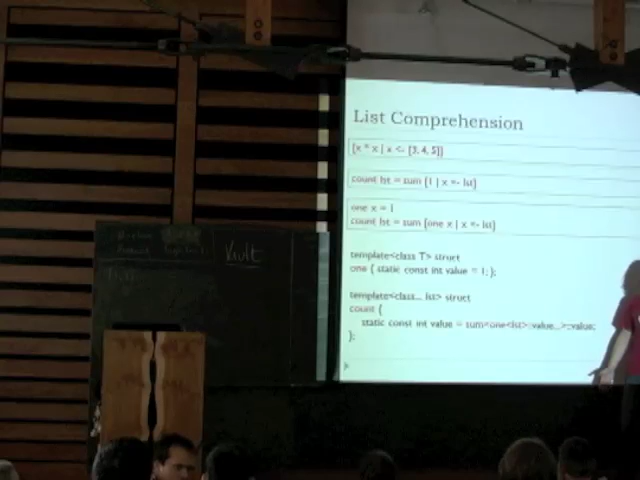 List Comprehension
[x * x | x <- [3, 4, 5]]
count lst = sum [1 | x <- lst]
one x = 1
count lst = sum [one x | x <- lst]
template<class T> struct
one { static const int value = 1; };
template<class... lst> struct
count {
static const int value = sum<one<lst>::value...>::value;
};
Vault